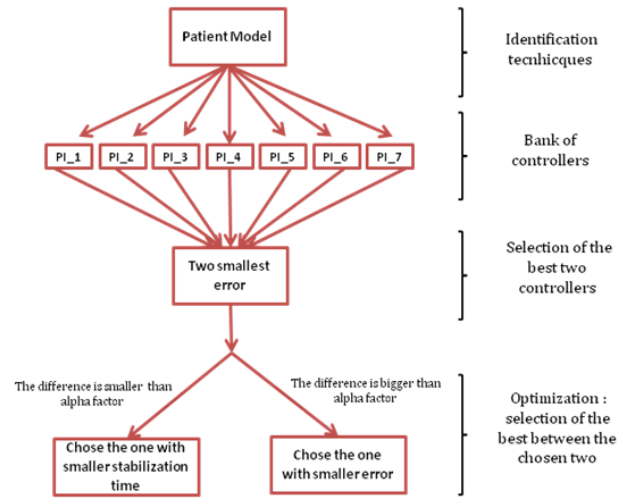 Patient Model
Identification
tecnhicques
PI_1
PI_2
PI_3
PI_4
PI_5
PI_6
PI_7
Bank of
controllers
Two smallest
error
Selection of the
best two
controllers
The difference is smaller than
alpha factor
The difference is bigger than
alpha factor
Optimization :
selection of the
best between the
chosen two
Chose the one with
smaller stabilization
time
Chose the one
with smaller error